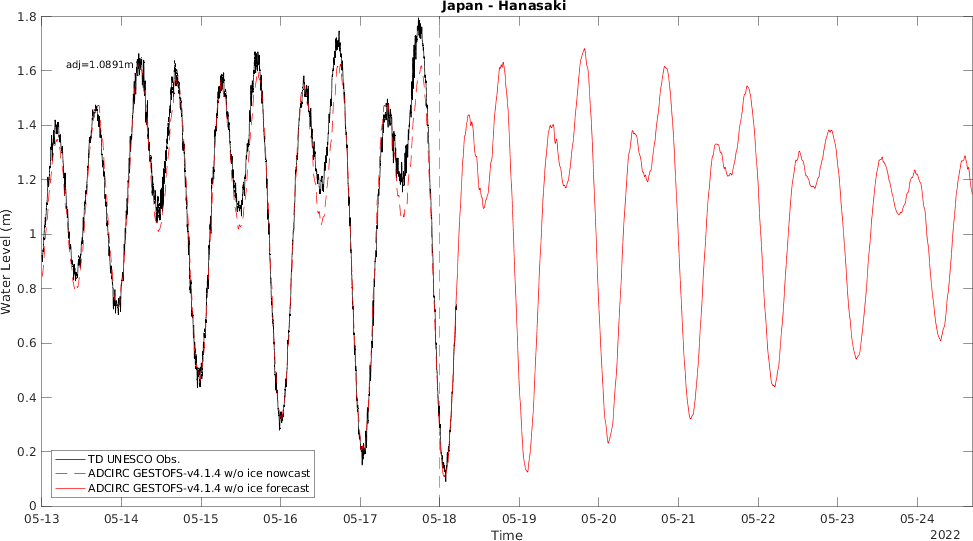 Japan - Hanasaki
1.8
1.6
1.4
1.2
1
0.8
0.6
0.4
0.2
0
Water Level (m)
adj=1.0891m
TD UNESCO Obs.
ADCIRC GESTOFS-v4.1.4 w/o ice nowcast
ADCIRC GESTOFS-v4.1.4 w/o ice forecast
05-13 05-14 05-15 05-16 05-17 05-18 05-19 05-20 05-21 05-22 05-23 05-24
Time
2022